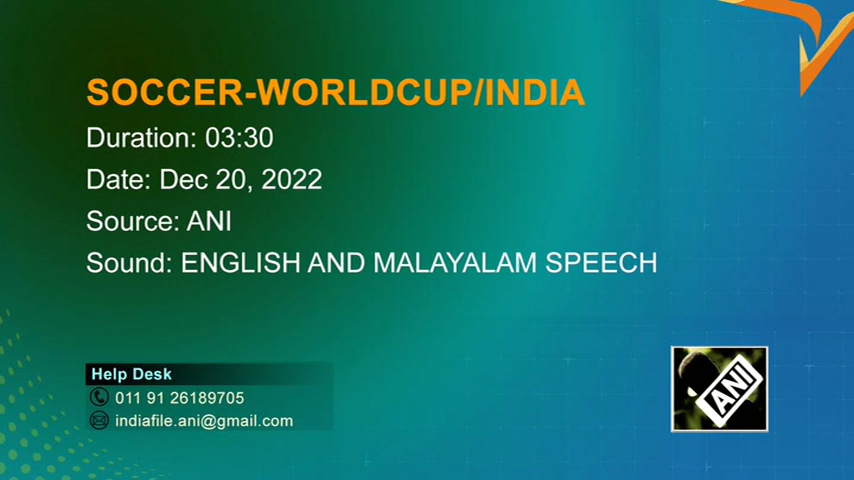 SOCCER-WORLDCUP/INDIA
Duration: 03:30
Date: Dec 20, 2022
Source: ANI
Sound: ENGLISH AND MALAYALAM SPEECH
Help Desk
011 91 26189705
indiafile.ani@gmail.com
ANI